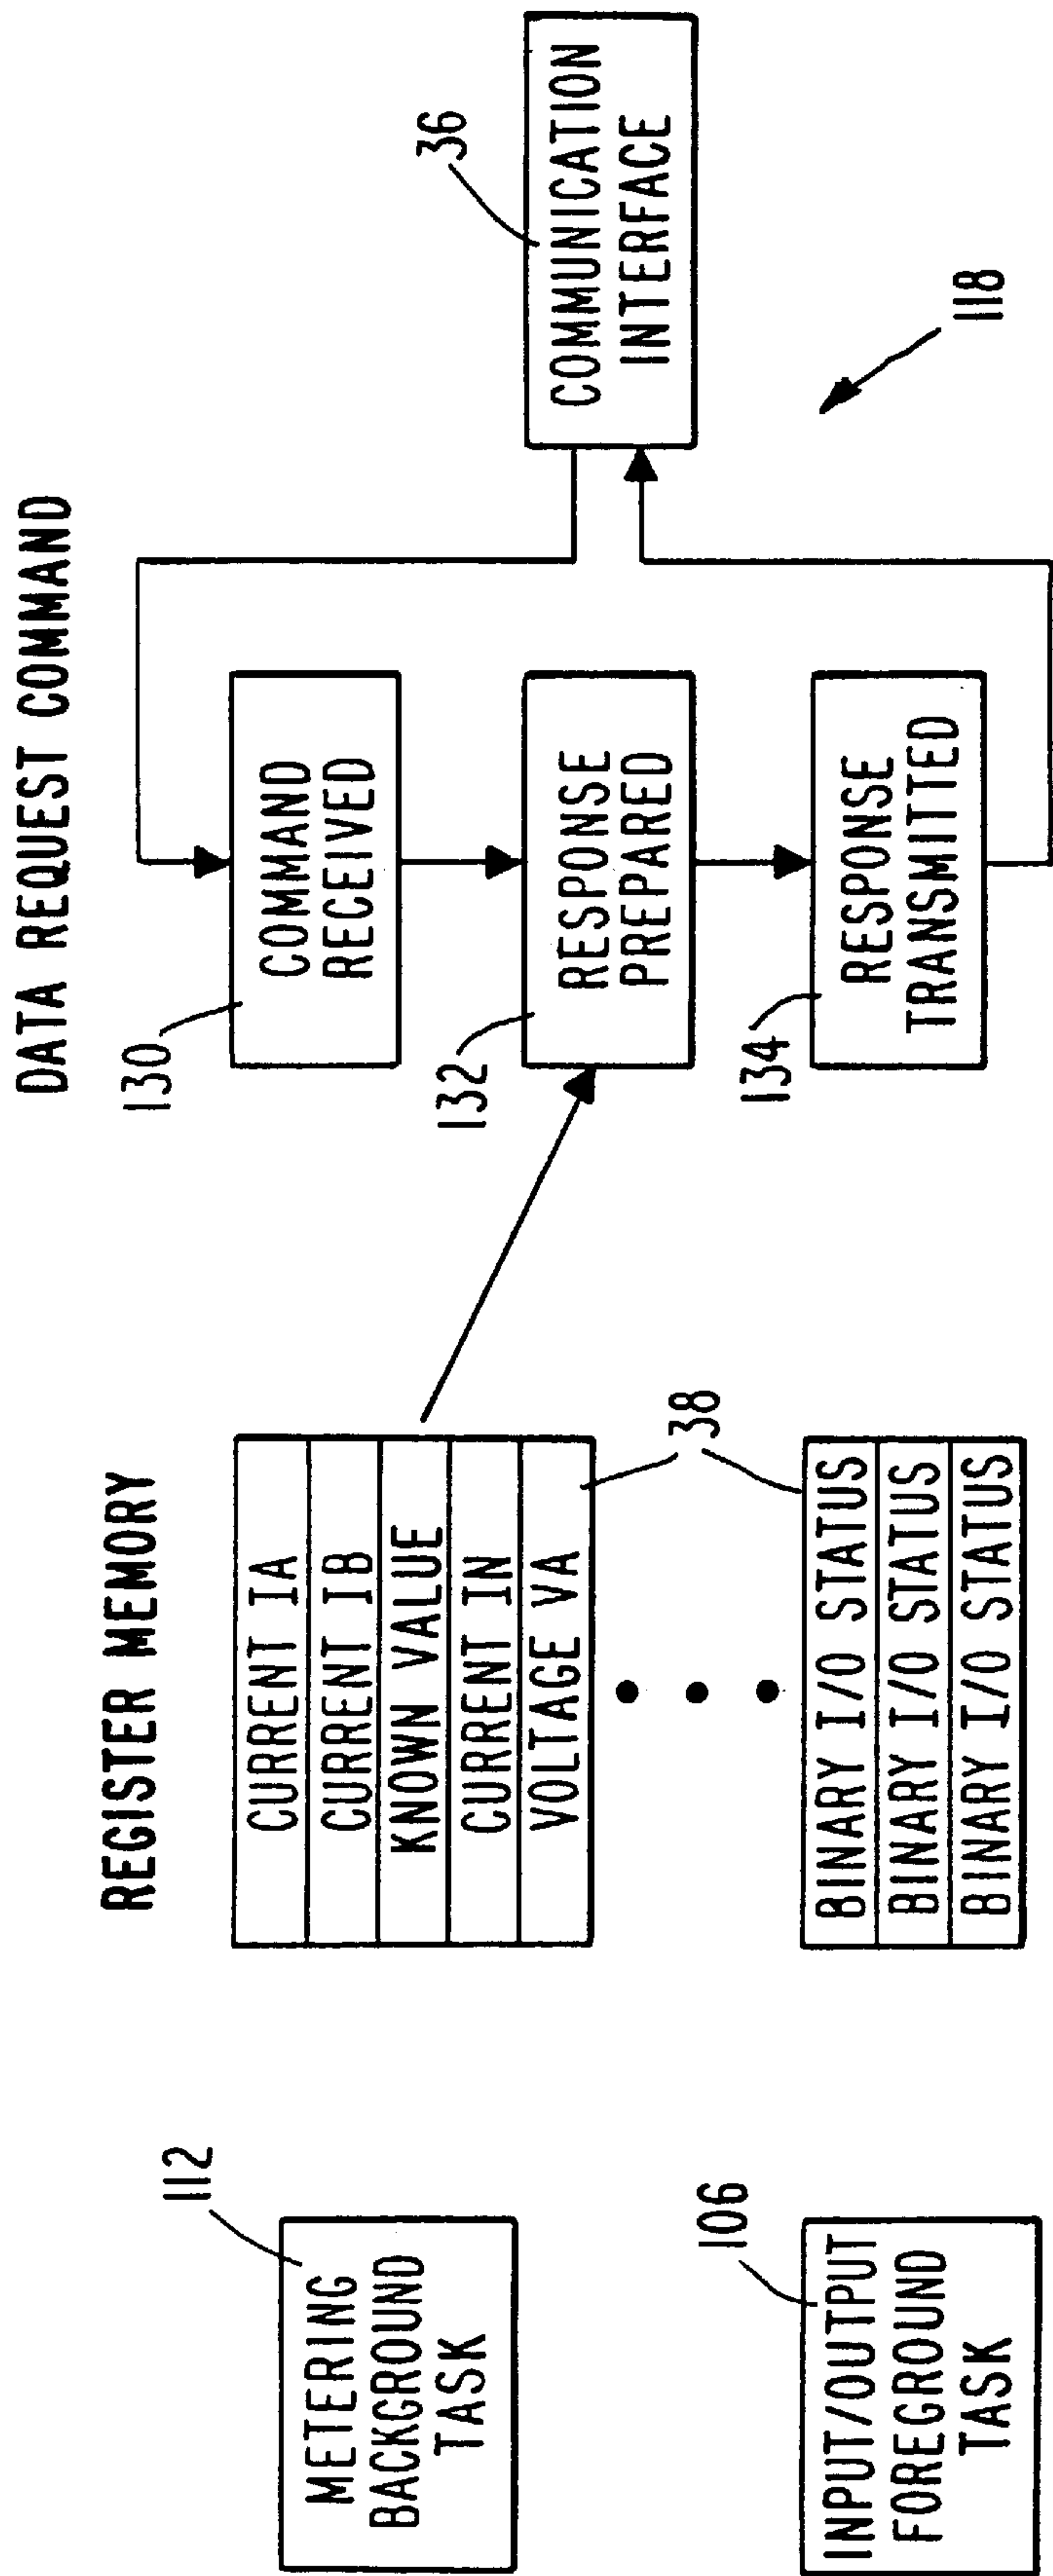 DATA REQUEST COMMAND
REGISTER MEMORY
112
METERING
BACKGROUND
TASK
106
INPUT/OUTPUT
FOREGROUND
TASK
CURRENT IA
CURRENT IB
KNOWN VALUE
CURRENT IN
VOLTAGE VA
38
BINARY I/O STATUS
BINARY I/O STATUS
BINARY I/O STATUS
130
COMMAND
RECEIVED
132
RESPONSE
PREPARED
134
RESPONSE
TRANSMITTED
36
COMMUNICATION
INTERFACE
118